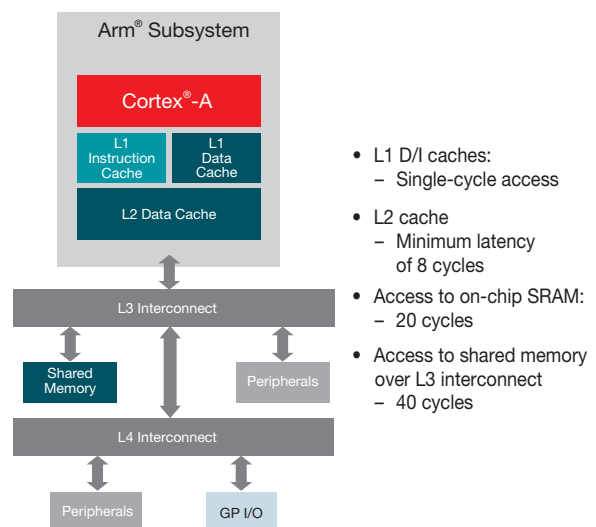 Arm® Subsystem
Cortex®-A
L1
Instruction
Cache
L1
Data
Cache
L2 Data Cache
L3 Interconnect
Shared
Memory
Peripherals
L4 Interconnect
Peripherals
GP I/O
• L1 D/I caches:
– Single-cycle access
• L2 cache
– Minimum latency
of 8 cycles
• Access to on-chip SRAM:
– 20 cycles
• Access to shared memory
over L3 interconnect
– 40 cycles